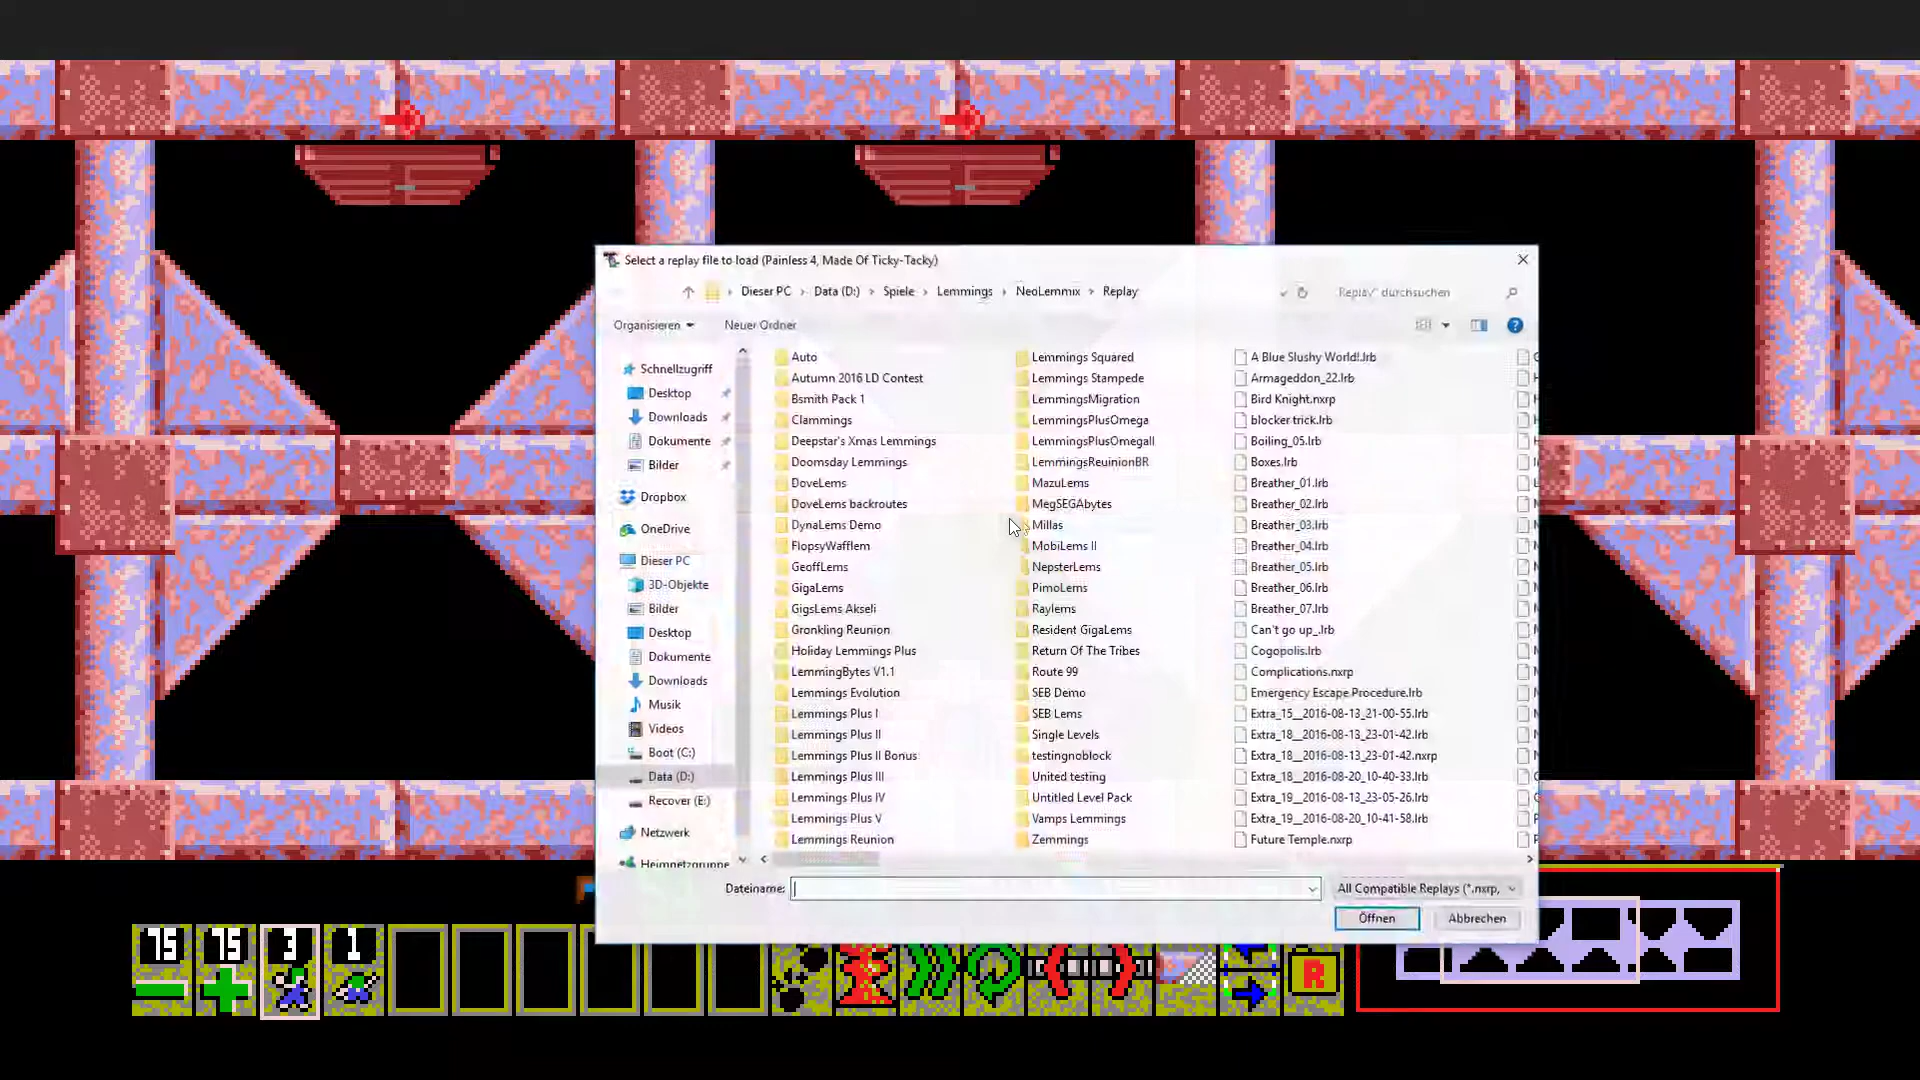 Select a replay file to load (Painless 4, Made Of Ticky-Tacky)
Dieser PC > Data (D:) > Spiele > Lemmings > NeoLemmix > Replay
"Replay" durchsuchen
Organisieren
Neuer Ordner
Schnellzugriff
Desktop
Downloads
Dokumente
Bilder
Dropbox
OneDrive
Dieser PC
3D-Objekte
Bilder
Desktop
Dokumente
Downloads
Musik
Videos
Boot (C:)
Data (D:)
Recover (E:)
Netzwerk
Heimnetzgruppe
Auto
Autumn 2016 LD Contest
Bsmith Pack 1
Clammings
Deepstar's Xmas Lemmings
Doomsday Lemmings
DoveLems
DoveLems backroutes
DynaLems Demo
FlopsyWafflem
GeoffLems
GigaLems
GigsLems Akseli
Gronkling Reunion
Holiday Lemmings Plus
LemmingBytes V1.1
Lemmings Evolution
Lemmings Plus I
Lemmings Plus II
Lemmings Plus II Bonus
Lemmings Plus III
Lemmings Plus IV
Lemmings Plus V
Lemmings Reunion
Lemmings Squared
Lemmings Stampede
LemmingsMigration
LemmingsPlusOmega
LemmingsPlusOmegaII
LemmingsReuinionBR
MazuLems
MegSEGAbytes
Millas
MobiLems II
NepsterLems
PimoLems
Raylems
Resident GigaLems
Return Of The Tribes
Route 99
SEB Demo
SEB Lems
Single Levels
testingnoblock
United testing
Untitled Level Pack
Vamps Lemmings
Zemmings
A Blue Slushy World!.lrb
Armageddon_22.lrb
Bird Knight.nxrp
blocker trick.lrb
Boiling_05.lrb
Boxes.lrb
Breather_01.lrb
Breather_02.lrb
Breather_03.lrb
Breather_04.lrb
Breather_05.lrb
Breather_06.lrb
Breather_07.lrb
Can't go up_.lrb
Cogopolis.lrb
Complications.nxrp
Emergency Escape Procedure.lrb
Extra_15__2016-08-13_21-00-55.lrb
Extra_18__2016-08-13_23-01-42.lrb
Extra_18__2016-08-13_23-01-42.nxrp
Extra_18__2016-08-20_10-40-33.lrb
Extra_19__2016-08-13_23-05-26.lrb
Extra_19__2016-08-20_10-41-58.lrb
Future Temple.nxrp
Dateiname:
All Compatible Replays (*.nxrp,
Öffnen
Abbrechen
75 75 3 1
R